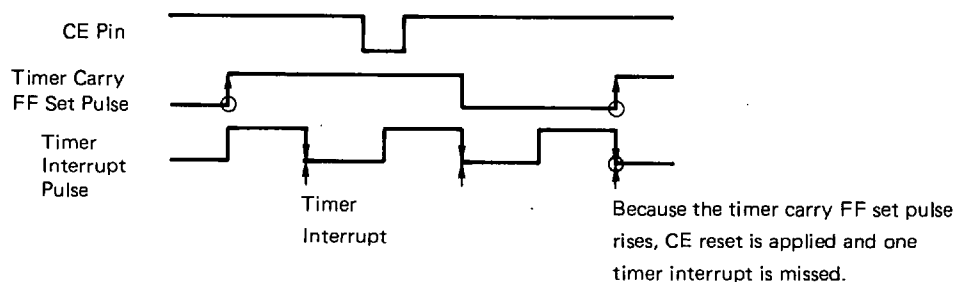 CE Pin
Timer Carry
FF Set Pulse
Timer
Interrupt
Pulse
Timer
Interrupt
Because the timer carry FF set pulse
rises, CE reset is applied and one
timer interrupt is missed.